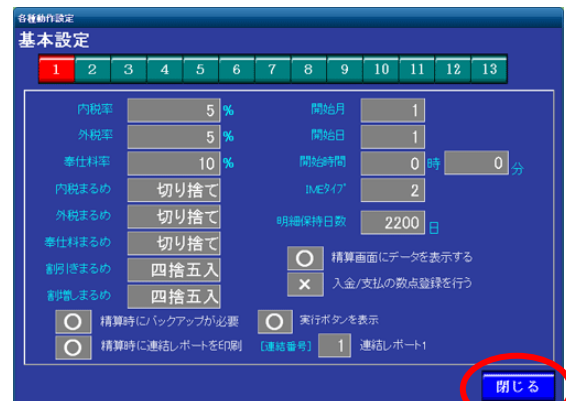 各種動作設定
基本設定
1 2 3 4 5 6 7 8 9 10 11 12 13
内税率 5 % 開始月 1
外税率 5 % 開始日 1
奉仕料率 10 % 開始時間 0 時 0 分
内税まるめ 切り捨て IMEタイプ 2
外税まるめ 切り捨て 明細保持日数 2200 日
奉仕料まるめ 切り捨て ○ 精算画面にデータを表示する
割引きまるめ 四捨五入 × 入金/支払の数点登録を行う
割増しまるめ 四捨五入
○ 精算時にバックアップが必要 ○ 実行ボタンを表示
○ 精算時に連結レポートを印刷 [連結番号] 1 連結レポート1
閉じる